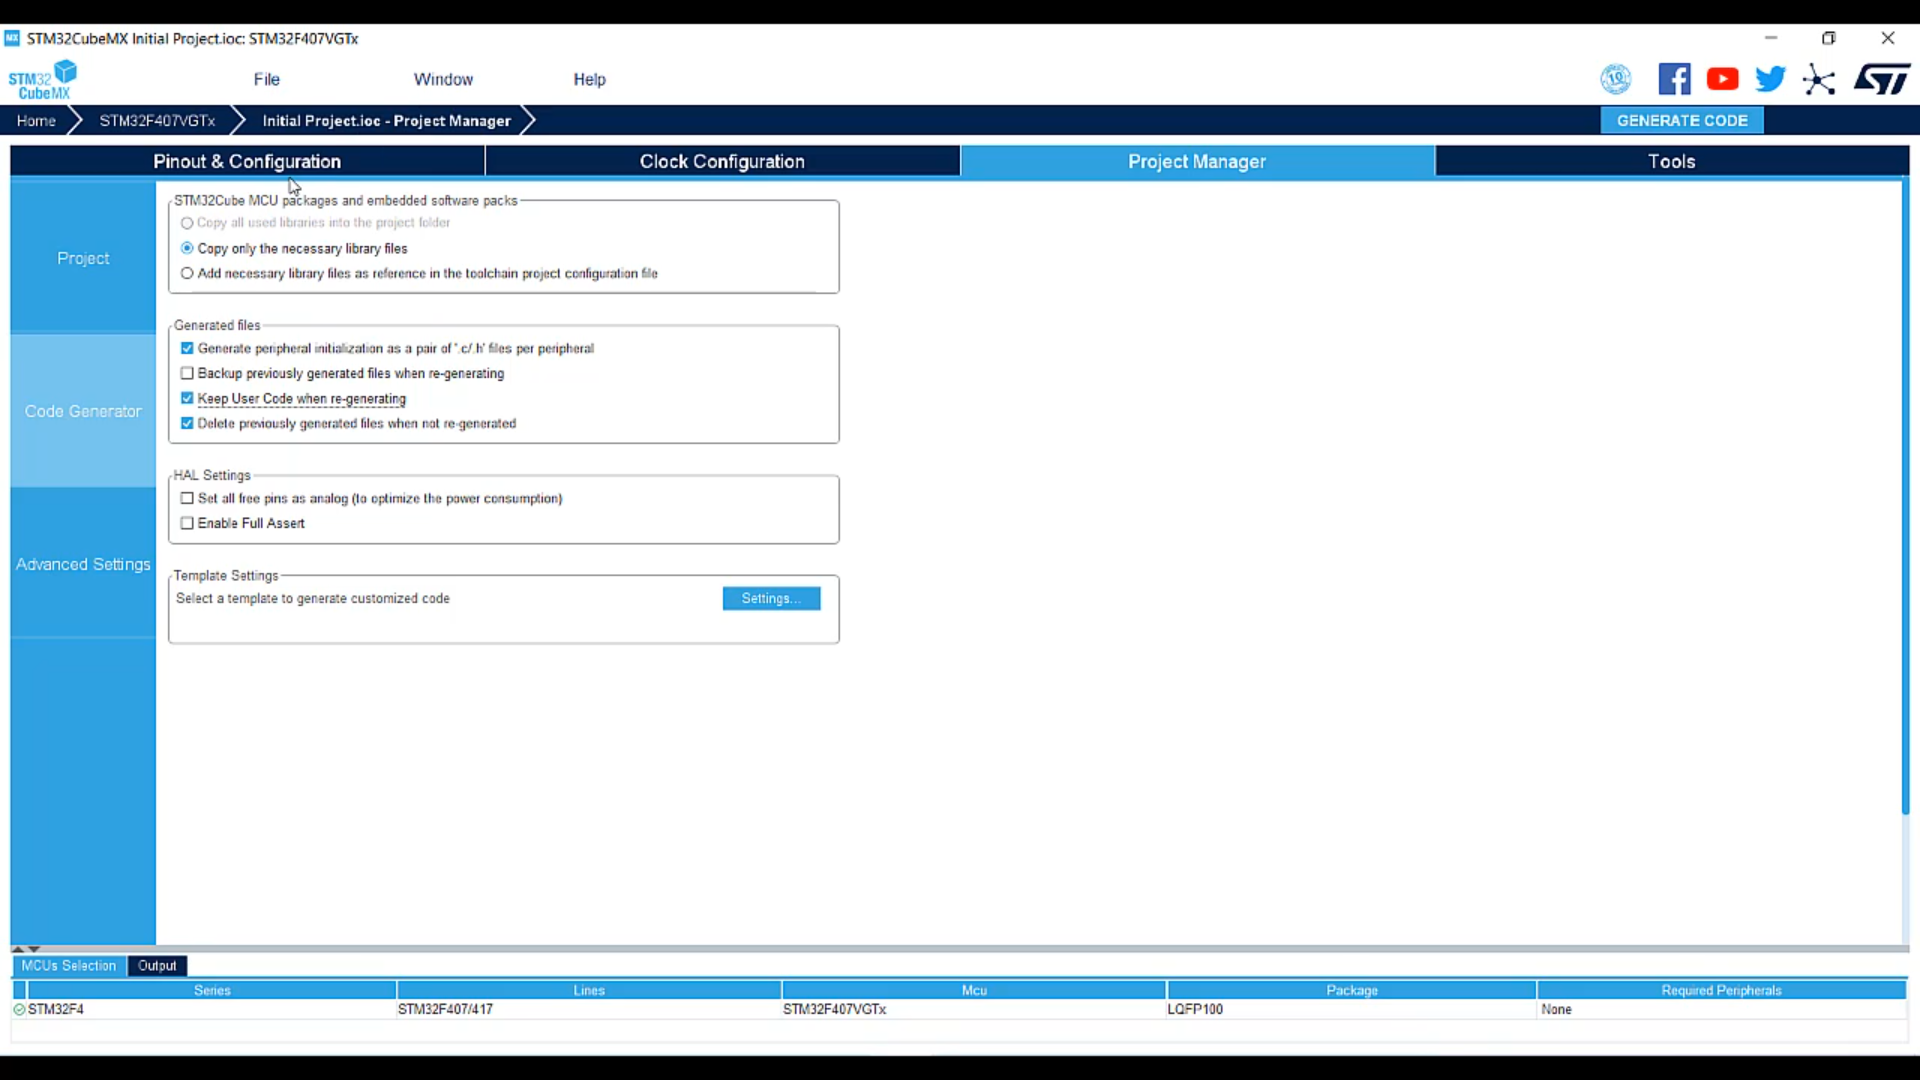 MX STM32CubeMX Initial Project.ioc: STM32F407VGTx
STM32
CubeMX
File Window Help
10
ST
Home STM32F407VGTx Initial Project.ioc - Project Manager GENERATE CODE
Pinout & Configuration Clock Configuration Project Manager Tools
STM32Cube MCU packages and embedded software packs
Copy all used libraries into the project folder
Copy only the necessary library files
Add necessary library files as reference in the toolchain project configuration file
Project
Generated files
Generate peripheral initialization as a pair of '.c/.h' files per peripheral
Backup previously generated files when re-generating
Keep User Code when re-generating
Delete previously generated files when not re-generated
Code Generator
HAL Settings
Set all free pins as analog (to optimize the power consumption)
Enable Full Assert
Advanced Settings
Template Settings
Select a template to generate customized code Settings...
MCUs Selection Output
Series Lines Mcu Package Required Peripherals
STM32F4 STM32F407/417 STM32F407VGTx LQFP100 None